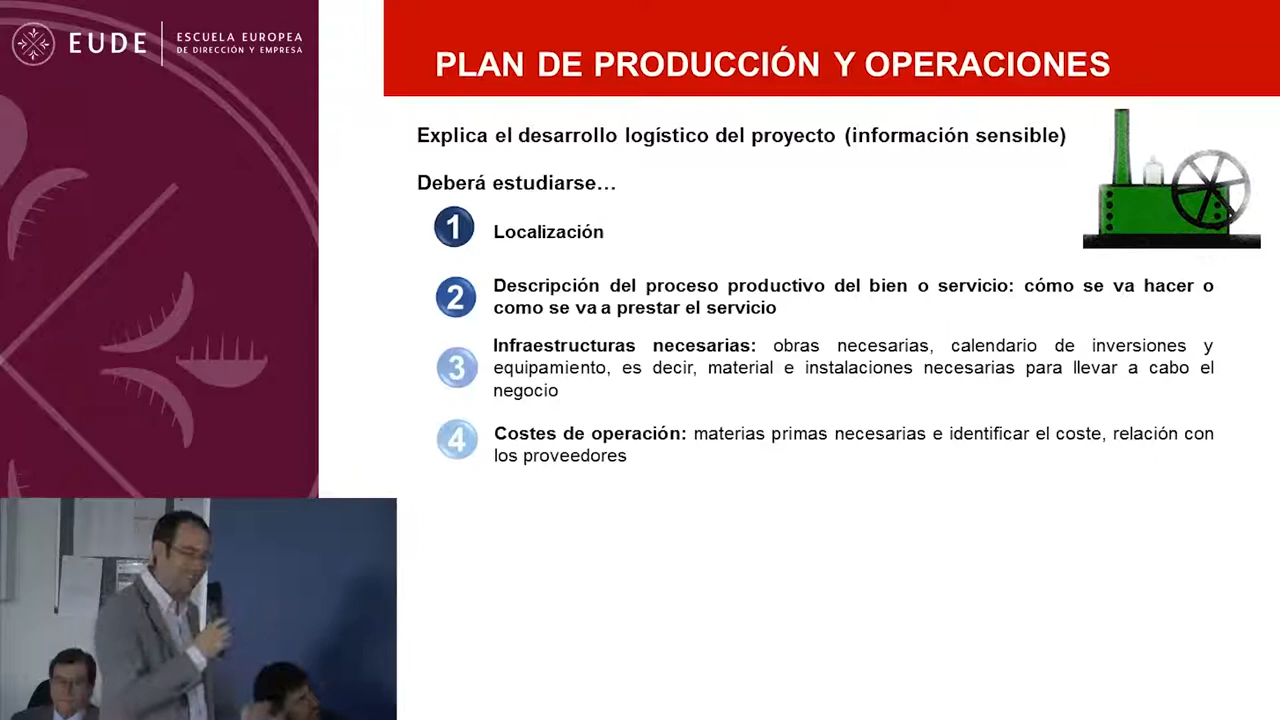 EUDE
ESCUELA EUROPEA
DE DIRECCIÓN Y EMPRESA
PLAN DE PRODUCCIÓN Y OPERACIONES
Explica el desarrollo logístico del proyecto (información sensible)
Deberá estudiarse…
1 Localización
2 Descripción del proceso productivo del bien o servicio: cómo se va hacer o
como se va a prestar el servicio
3 Infraestructuras necesarias: obras necesarias, calendario de inversiones y
equipamiento, es decir, material e instalaciones necesarias para llevar a cabo el
negocio
4 Costes de operación: materias primas necesarias e identificar el coste, relación con
los proveedores